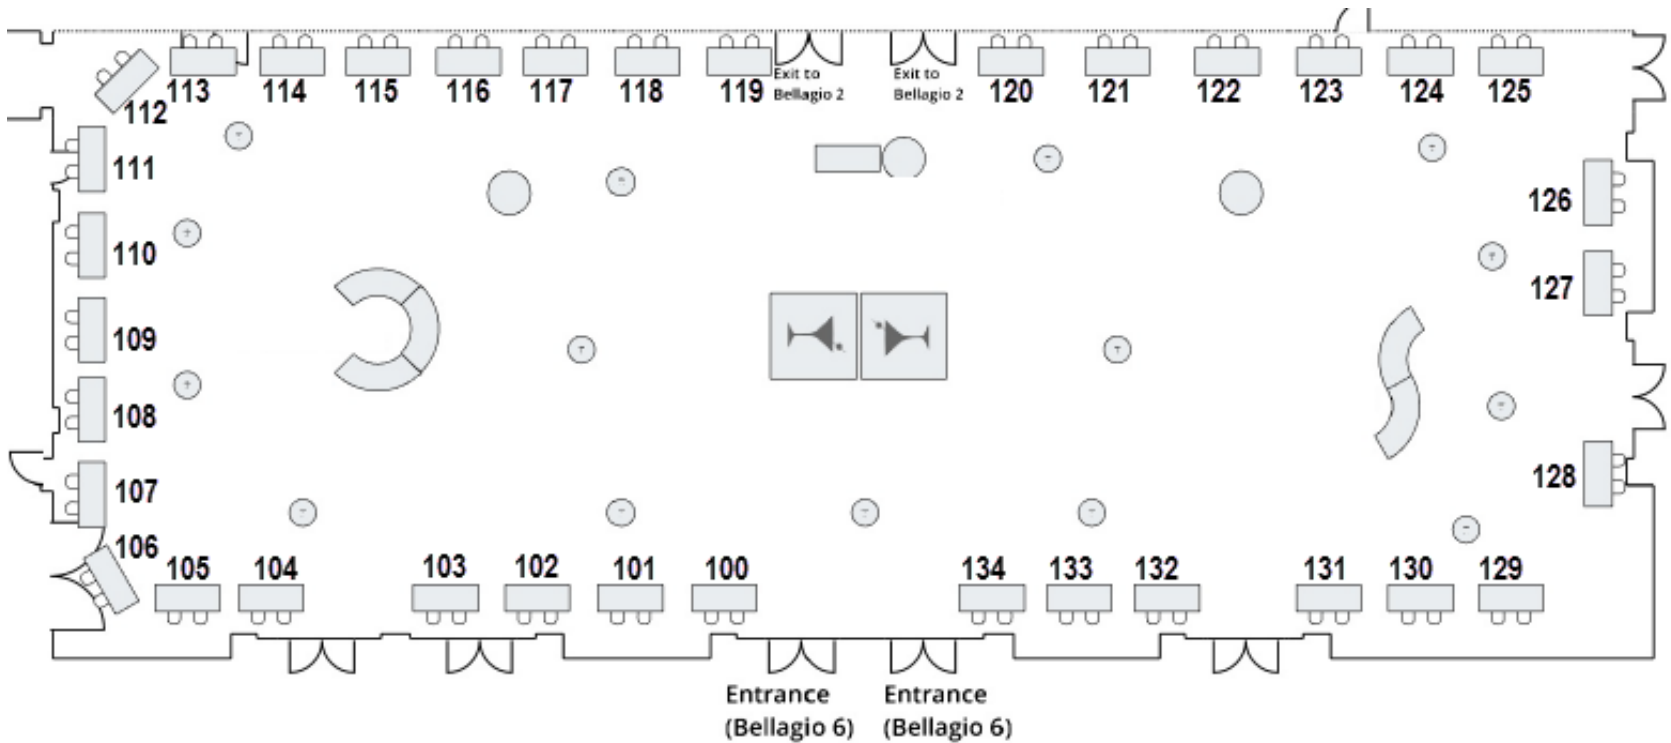 113 114 115 116 117 118 119 Exit to Exit to 120 121 122 123 124 125
Bellagio 2 Bellagio 2
112
111
126
110
127
109
108
128
107
106
105 104 103 102 101 100 134 133 132 131 130 129
Entrance Entrance
(Bellagio 6) (Bellagio 6)